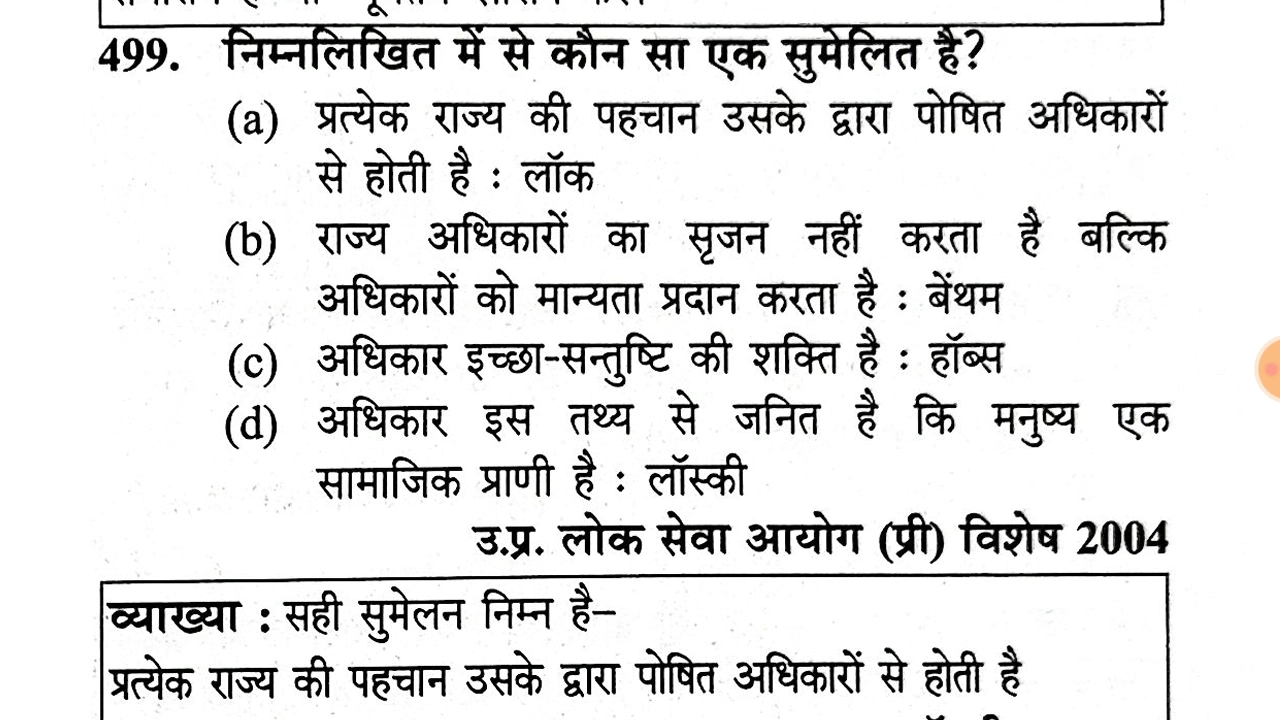 499. निम्नलिखित में से कौन सा एक सुमेलित है?
(a) प्रत्येक राज्य की पहचान उसके द्वारा पोषित अधिकारों
से होती है : लॉक
(b) राज्य अधिकारों का सृजन नहीं करता है बल्कि
अधिकारों को मान्यता प्रदान करता है : बेंथम
(c) अधिकार इच्छा-सन्तुष्टि की शक्ति है : हॉब्स
(d) अधिकार इस तथ्य से जनित है कि मनुष्य एक
सामाजिक प्राणी है : लॉस्की
उ.प्र. लोक सेवा आयोग (प्री) विशेष 2004
व्याख्या : सही सुमेलन निम्न है–
प्रत्येक राज्य की पहचान उसके द्वारा पोषित अधिकारों से होती है